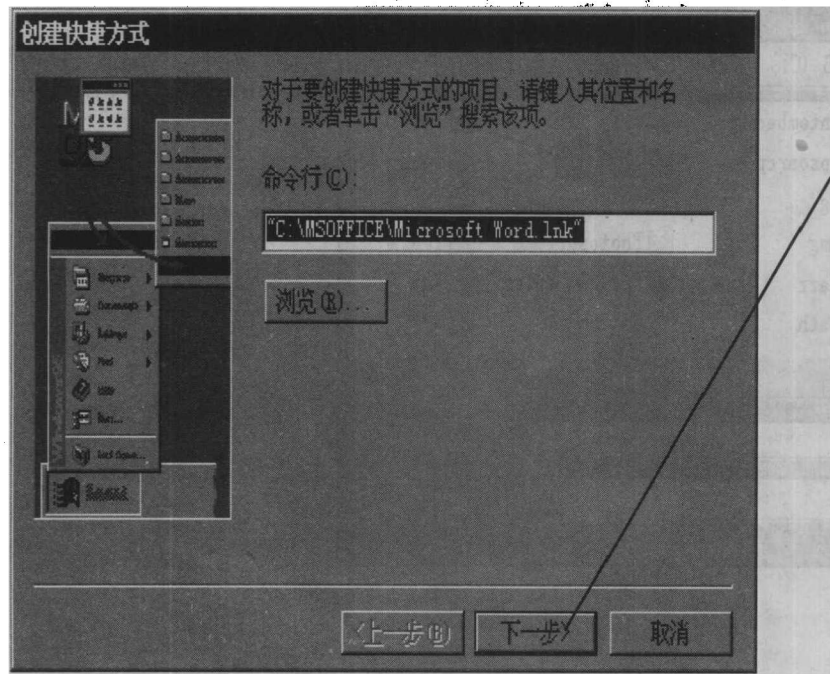 创建快捷方式
对于要创建快捷方式的项目，请键入其位置和名
称，或者单击“浏览”搜索该项。
命令行(C):
"C:\MSOFFICE\Microsoft Word.lnk"
浏览(R)...
<上一步(B)
下一步>
取消